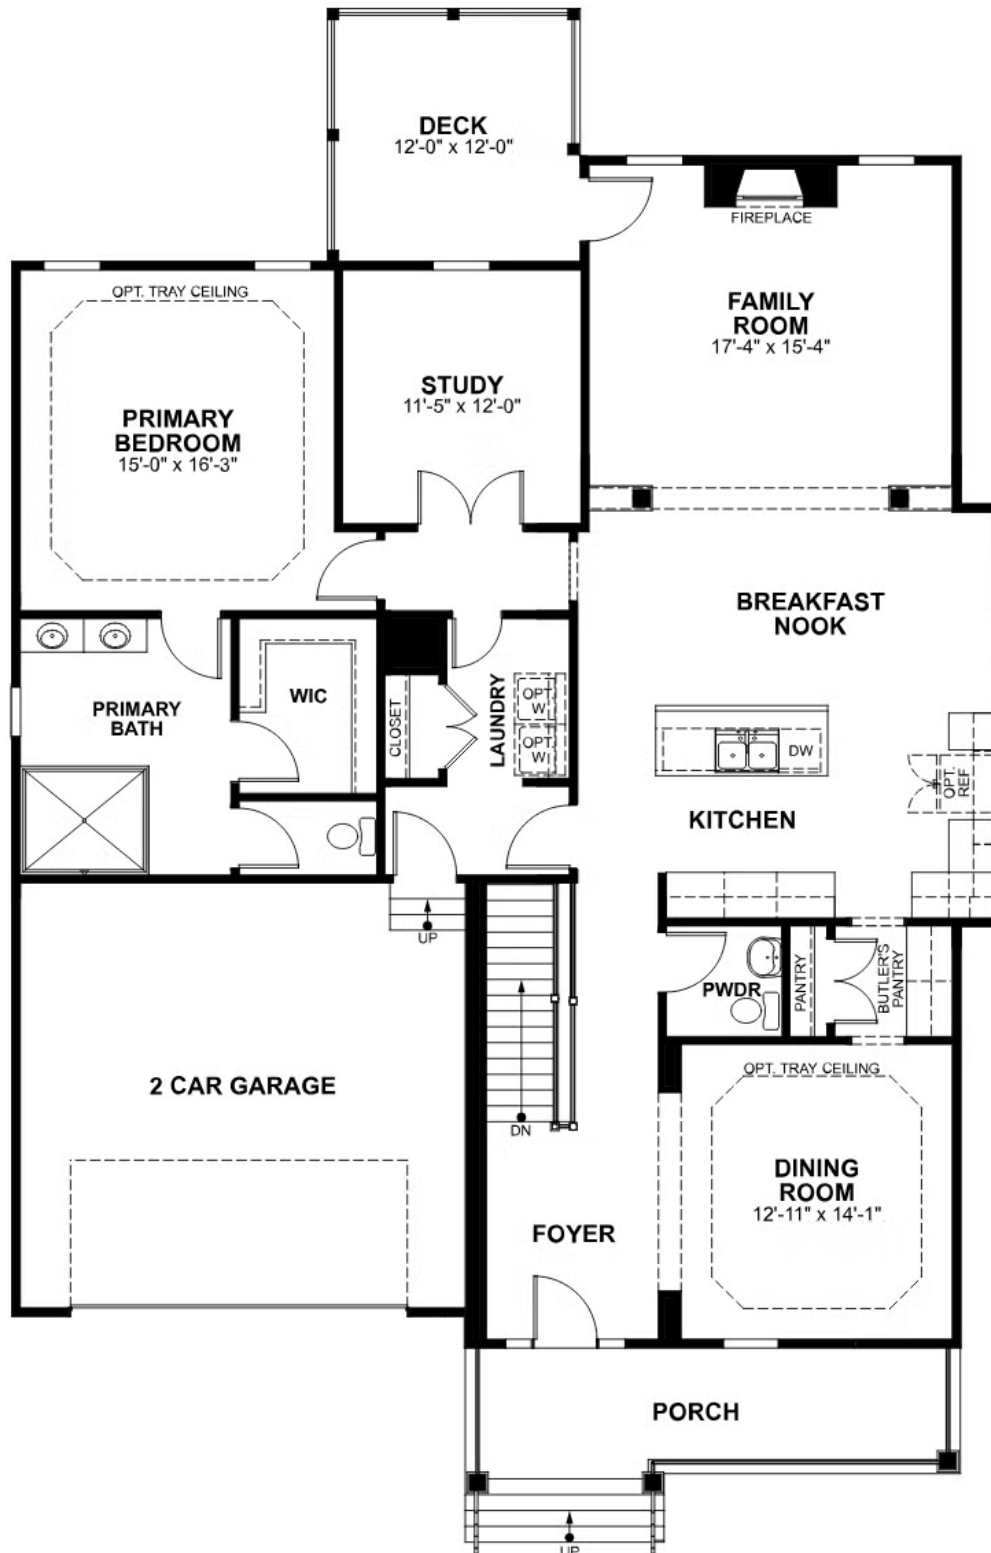 DECK
12'-0" x 12'-0"
FIREPLACE
FAMILY
ROOM
17'-4" x 15'-4"
OPT. TRAY CEILING
PRIMARY
BEDROOM
15'-0" x 16'-3"
STUDY
11'-5" x 12'-0"
BREAKFAST
NOOK
PRIMARY
BATH
WIC
CLOSET
LAUNDRY
OPT.
W
OPT.
W
DW
OPT.
REF
KITCHEN
UP
PWDR
PANTRY
BUTLER'S
PANTRY
2 CAR GARAGE
DN
OPT. TRAY CEILING
DINING
ROOM
12'-11" x 14'-1"
FOYER
PORCH
UP